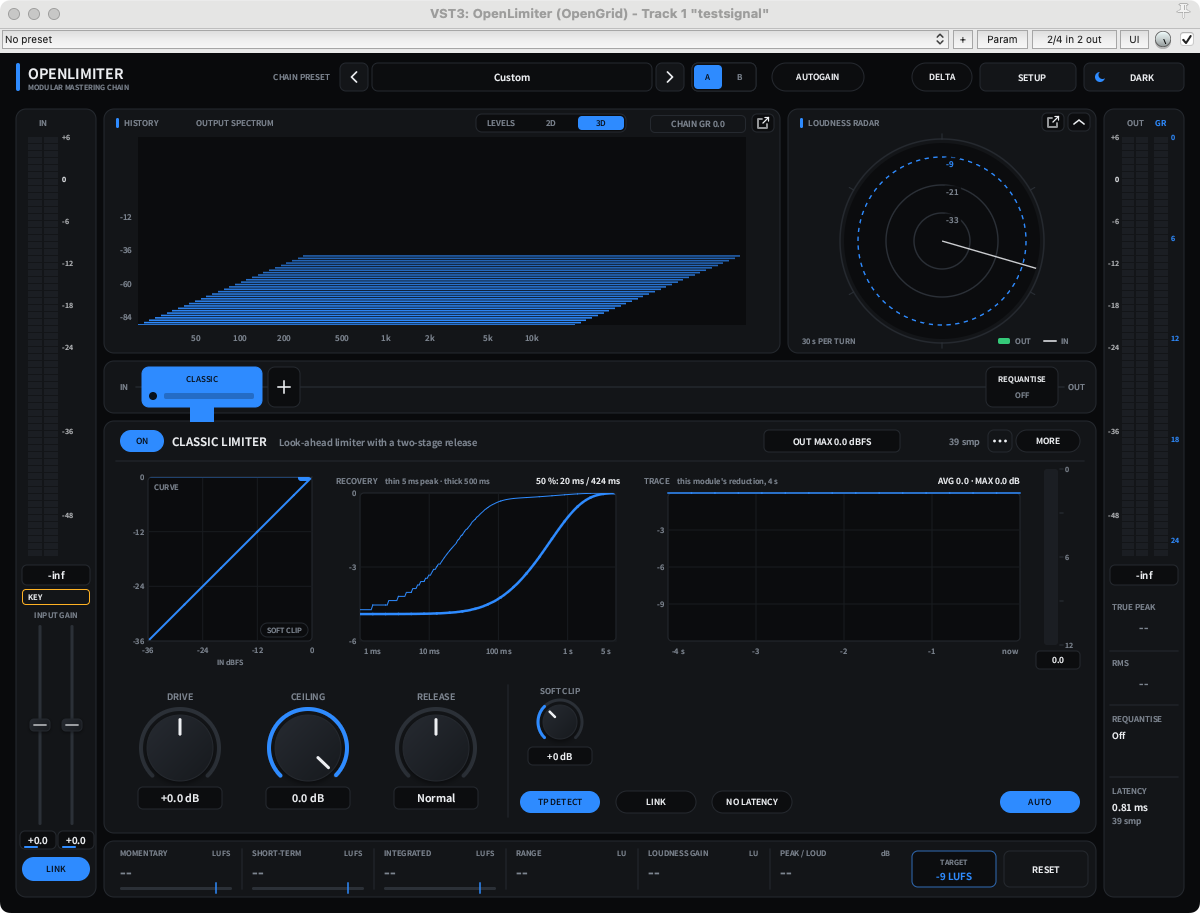 VST3: OpenLimiter (OpenGrid) - Track 1 "testsignal"
No preset
+
Param
2/4 in 2 out
UI
OPENLIMITER
MODULAR MASTERING CHAIN
CHAIN PRESET
Custom
A
B
AUTOGAIN
DELTA
SETUP
DARK
IN
+6
0
-6
-12
-18
-24
-36
-48
-inf
KEY
INPUT GAIN
+0.0
+0.0
LINK
HISTORY
OUTPUT SPECTRUM
LEVELS
2D
3D
CHAIN GR 0.0
-12
-36
-60
-84
50
100
200
500
1k
2k
5k
10k
LOUDNESS RADAR
-9
-21
-33
30 s PER TURN
OUT
IN
IN
CLASSIC
+
REQUANTISE
OFF
OUT
ON
CLASSIC LIMITER
Look-ahead limiter with a two-stage release
OUT MAX 0.0 dBFS
39 smp
MORE
CURVE
0
-12
-24
-36
-36
-24
-12
0
SOFT CLIP
IN dBFS
RECOVERY
thin 5 ms peak · thick 500 ms
50 %: 20 ms / 424 ms
0
-3
-6
1 ms
10 ms
100 ms
1 s
5 s
TRACE
this module's reduction, 4 s
AVG 0.0 · MAX 0.0 dB
-3
-6
-9
-4 s
-3
-2
-1
now
0
6
12
0.0
DRIVE
+0.0 dB
CEILING
0.0 dB
RELEASE
Normal
SOFT CLIP
+0 dB
TP DETECT
LINK
NO LATENCY
AUTO
MOMENTARY
LUFS
--
SHORT-TERM
LUFS
--
INTEGRATED
LUFS
--
RANGE
LU
--
LOUDNESS GAIN
LU
--
PEAK / LOUD
dB
--
TARGET
-9 LUFS
RESET
OUT
GR
+6
0
-6
-12
-18
-24
-36
-48
0
6
12
18
24
-inf
TRUE PEAK
--
RMS
--
REQUANTISE
Off
LATENCY
0.81 ms
39 smp